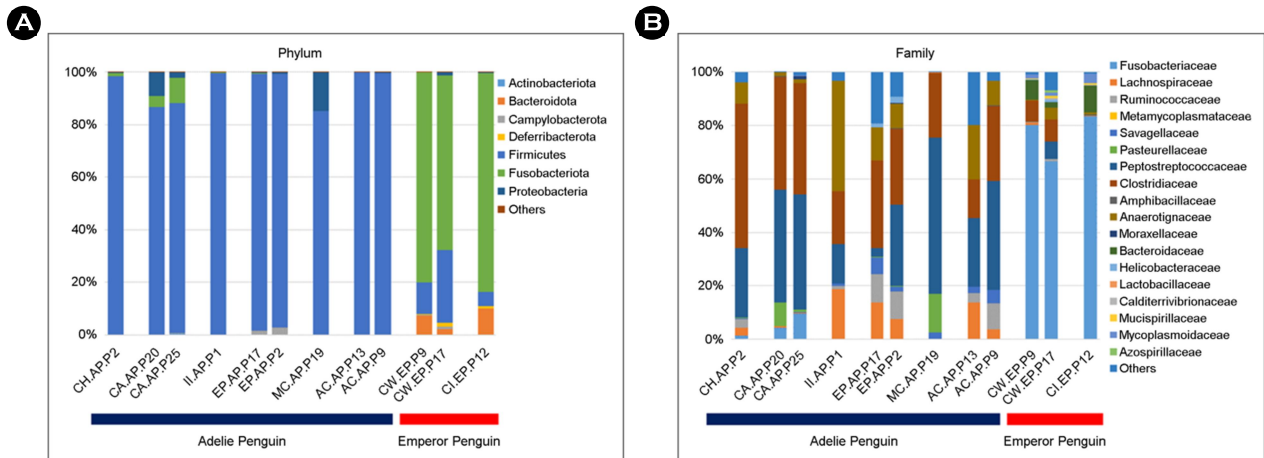 A
Phylum
100%
80%
60%
40%
20%
0%
CH.AP.P2
CA.AP.P20
CA.AP.P25
II.AP.P1
EP.AP.P17
EP.AP.P2
MC.AP.P19
AC.AP.P13
AC.AP.P9
CW.EP.P9
CW.EP.P17
CI.EP.P12
Adelie Penguin
Emperor Penguin
Actinobacteriota
Bacteroidota
Campylobacterota
Deferribacterota
Firmicutes
Fusobacteriota
Proteobacteria
Others
B
Family
100%
80%
60%
40%
20%
0%
CH.AP.P2
CA.AP.P20
CA.AP.P25
II.AP.P1
EP.AP.P17
EP.AP.P2
MC.AP.P19
AC.AP.P13
AC.AP.P9
CW.EP.P9
CW.EP.P17
CI.EP.P12
Adelie Penguin
Emperor Penguin
Fusobacteriaceae
Lachnospiraceae
Ruminococcaceae
Metamycoplasmataceae
Savagellaceae
Pasteurellaceae
Peptostreptococcaceae
Clostridiaceae
Amphibacillaceae
Anaerotignaceae
Moraxellaceae
Bacteroidaceae
Helicobacteraceae
Lactobacillaceae
Calditerrivibrionaceae
Mucispirillaceae
Mycoplasmoidaceae
Azospirillaceae
Others